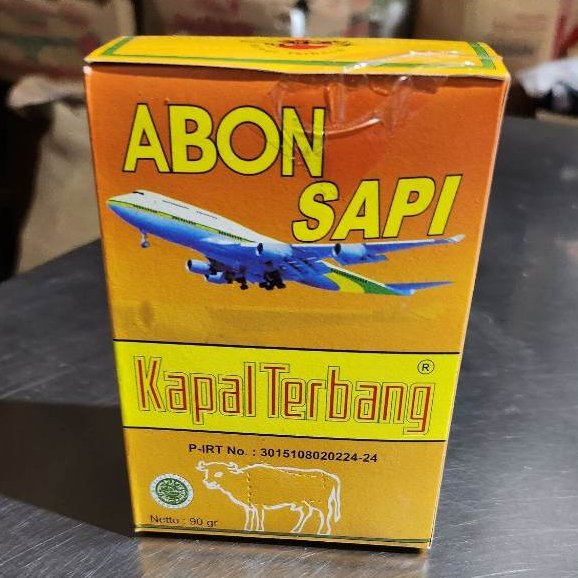 ABON
SAPI
Kapal Terbang ®
P-IRT No. : 3015108020224-24
Netto : 90 gr